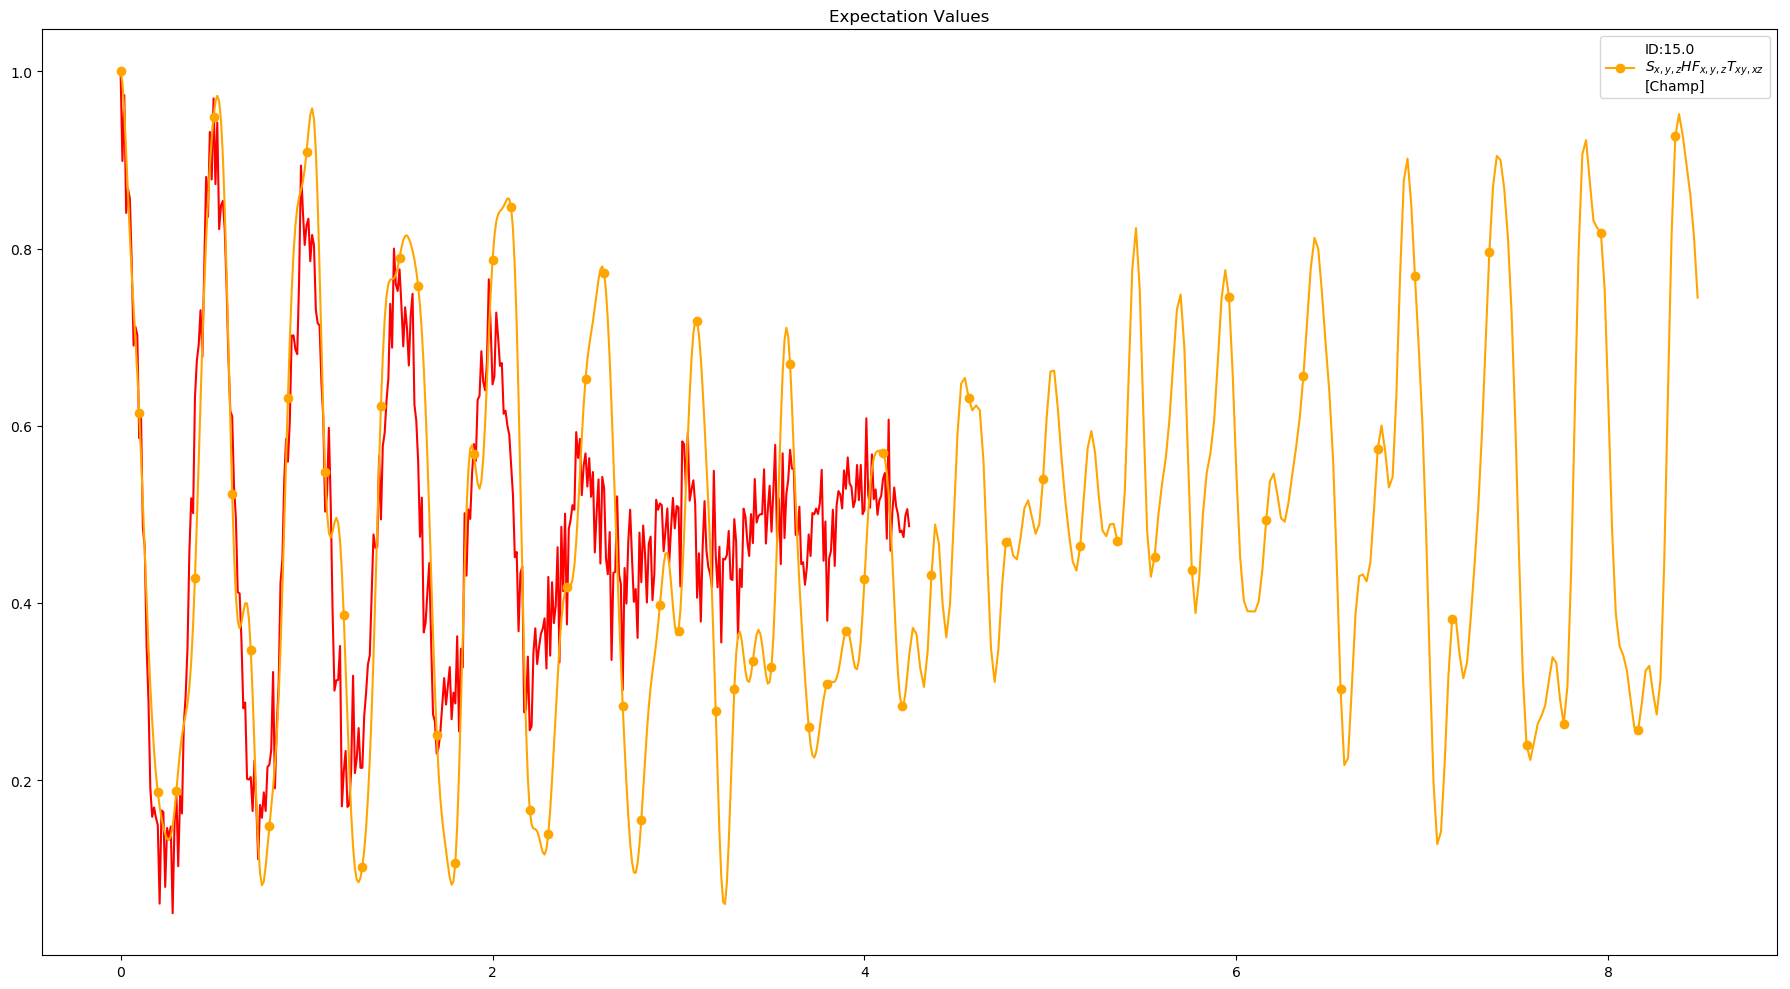 Expectation Values
ID:15.0
$S_{x,y,z}HF_{x,y,z}T_{xy,xz}$
[Champ]
1.0
0.8
0.6
0.4
0.2
0 2 4 6 8